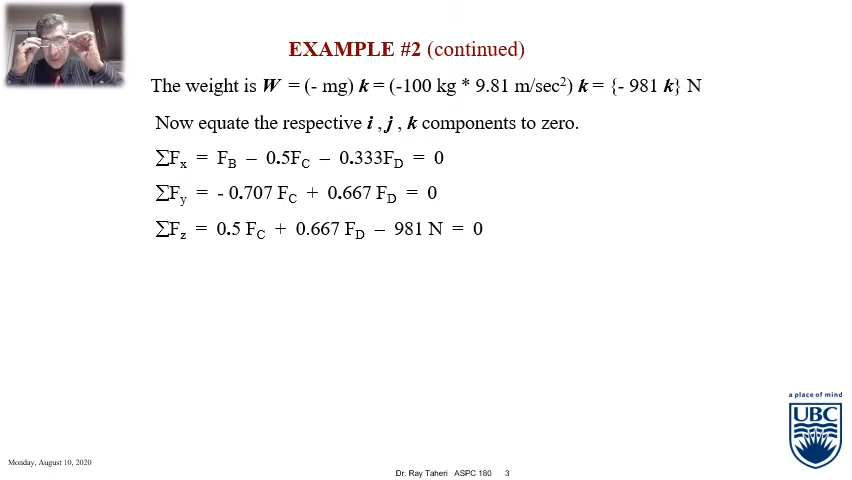 EXAMPLE #2 (continued)
The weight is W = (- mg) k = (-100 kg * 9.81 m/sec²) k = {- 981 k} N
Now equate the respective i , j , k components to zero.
∑Fx = FB – 0.5FC – 0.333FD = 0
∑Fy = - 0.707 FC + 0.667 FD = 0
∑Fz = 0.5 FC + 0.667 FD – 981 N = 0
a place of mind
UBC
Monday, August 10, 2020
Dr. Ray Taheri ASPC 180 3